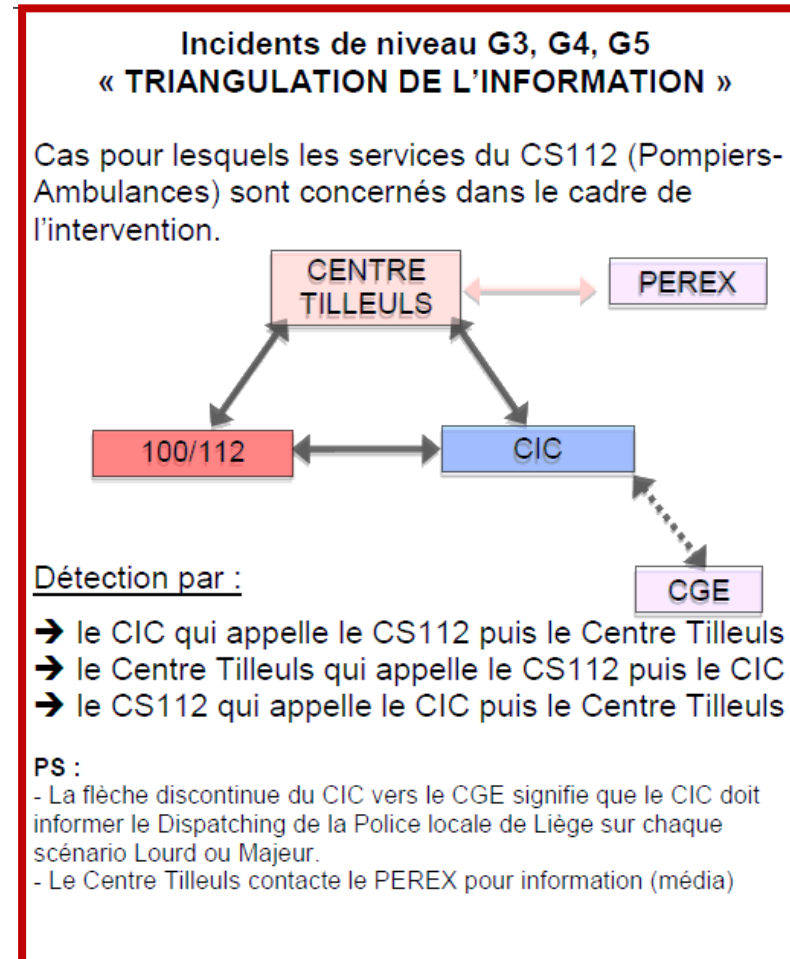 Incidents de niveau G3, G4, G5
« TRIANGULATION DE L'INFORMATION »
Cas pour lesquels les services du CS112 (Pompiers-
Ambulances) sont concernés dans le cadre de
l'intervention.
CENTRE
TILLEULS
PEREX
100/112
CIC
CGE
Détection par :
➔ le CIC qui appelle le CS112 puis le Centre Tilleuls
➔ le Centre Tilleuls qui appelle le CS112 puis le CIC
➔ le CS112 qui appelle le CIC puis le Centre Tilleuls
PS :
- La flèche discontinue du CIC vers le CGE signifie que le CIC doit
informer le Dispatching de la Police locale de Liège sur chaque
scénario Lourd ou Majeur.
- Le Centre Tilleuls contacte le PEREX pour information (média)